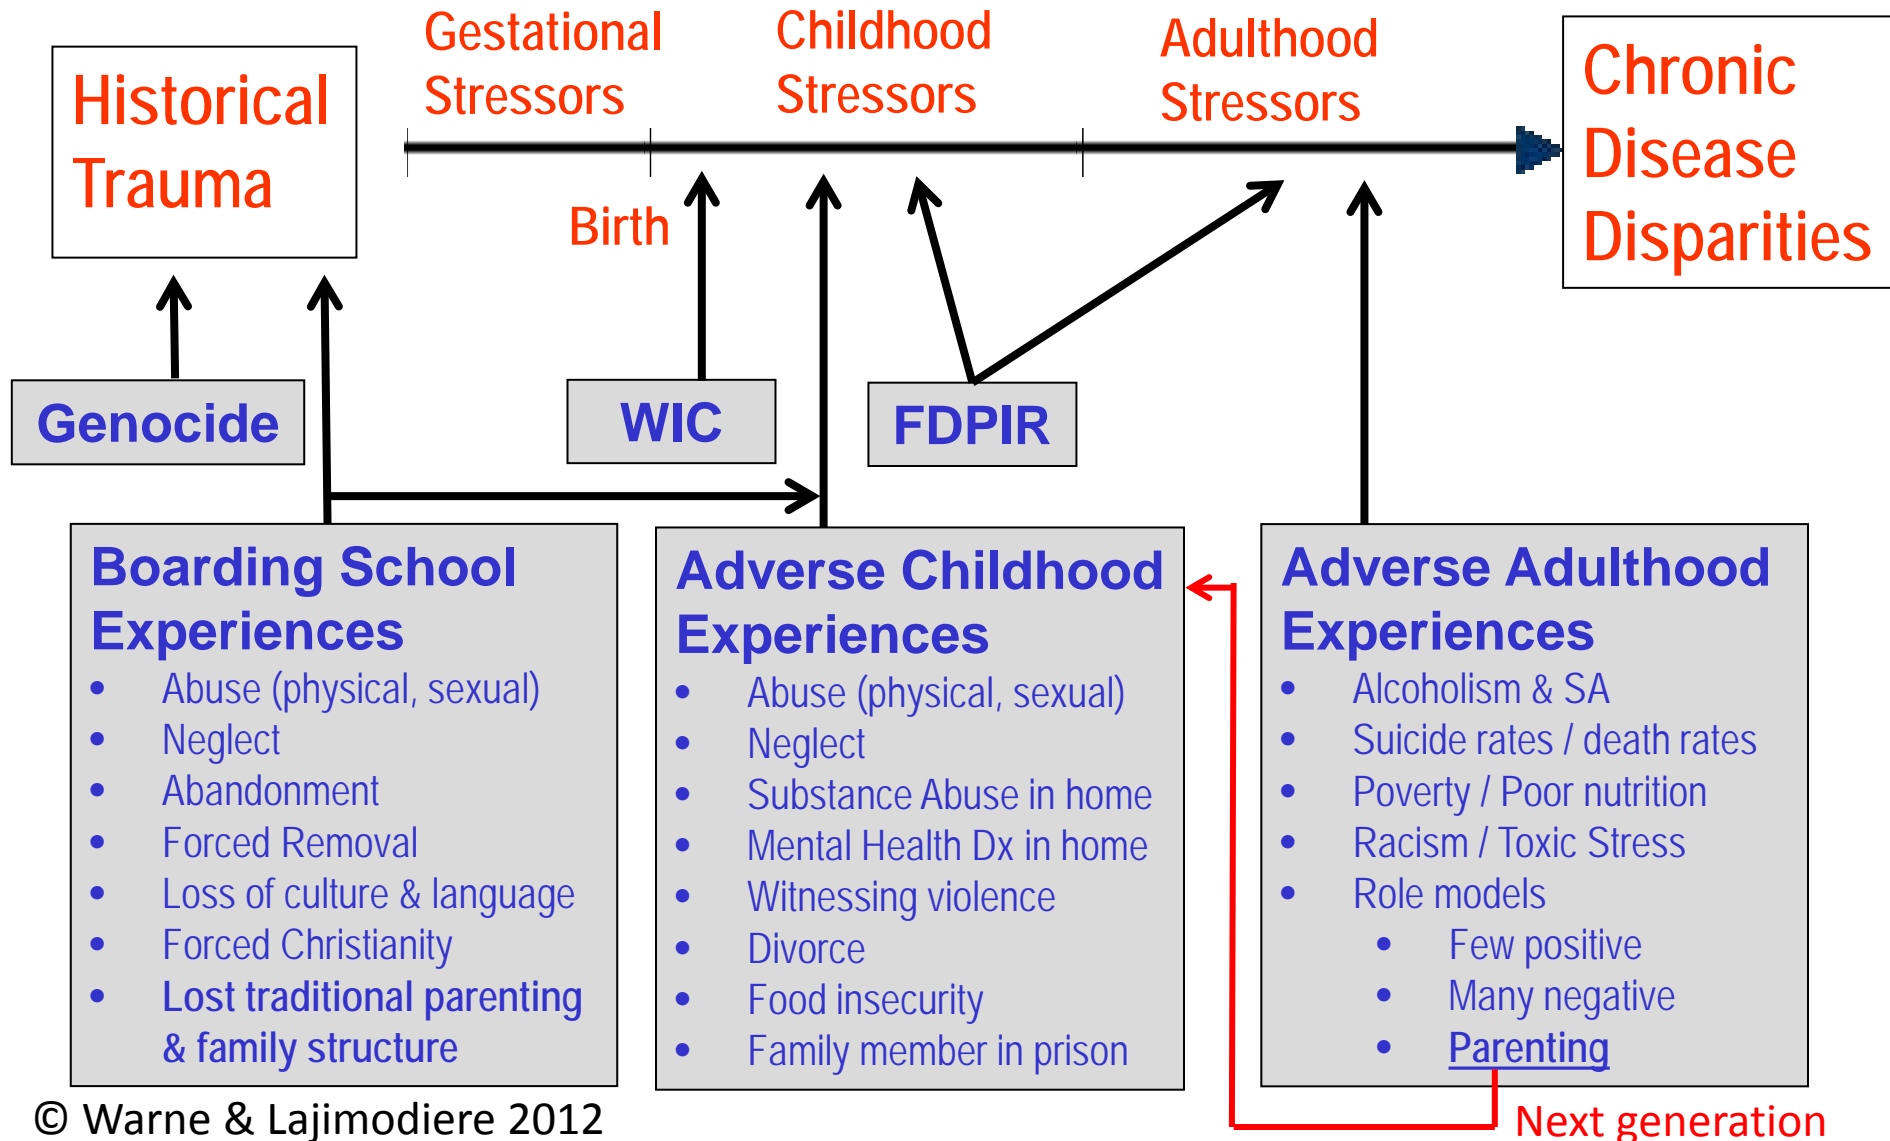 Historical
Trauma
Gestational
Stressors
Childhood
Stressors
Adulthood
Stressors
Chronic
Disease
Disparities
Birth
Genocide
WIC
FDPIR
Boarding School
Experiences
• Abuse (physical, sexual)
• Neglect
• Abandonment
• Forced Removal
• Loss of culture & language
• Forced Christianity
• Lost traditional parenting
& family structure
Adverse Childhood
Experiences
• Abuse (physical, sexual)
• Neglect
• Substance Abuse in home
• Mental Health Dx in home
• Witnessing violence
• Divorce
• Food insecurity
• Family member in prison
Adverse Adulthood
Experiences
• Alcoholism & SA
• Suicide rates / death rates
• Poverty / Poor nutrition
• Racism / Toxic Stress
• Role models
• Few positive
• Many negative
• Parenting
© Warne & Lajimodiere 2012
Next generation